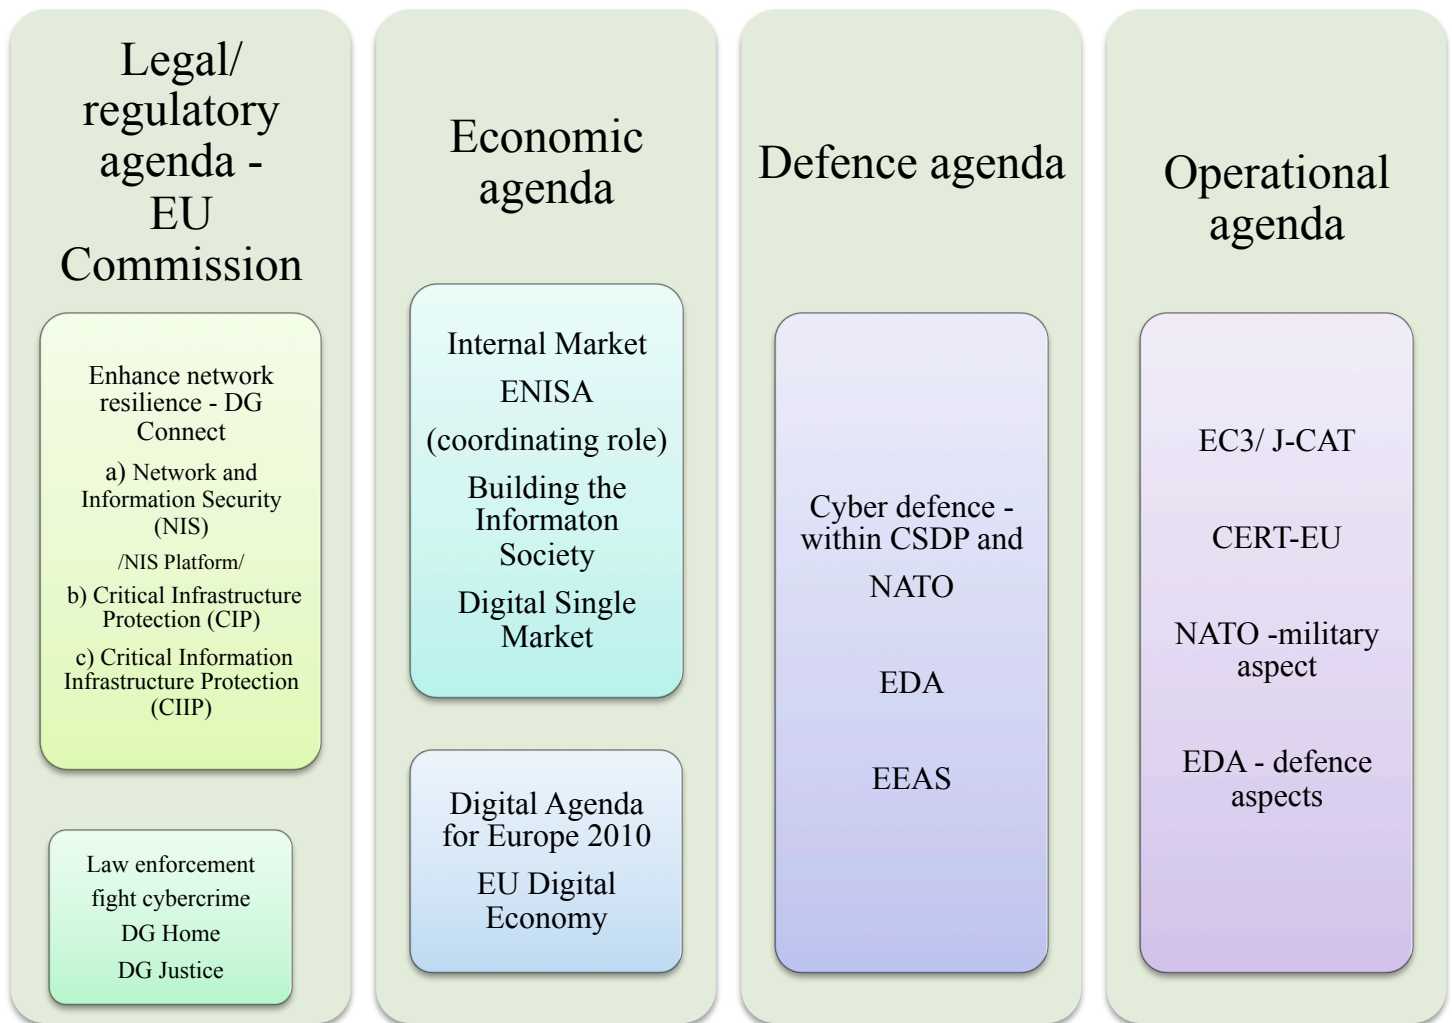 Legal/
regulatory
agenda -
EU
Commission
Enhance network
resilience - DG
Connect
a) Network and
Information Security
(NIS)
/NIS Platform/
b) Critical Infrastructure
Protection (CIP)
c) Critical Information
Infrastructure Protection
(CIIP)
Law enforcement
fight cybercrime
DG Home
DG Justice
Economic
agenda
Internal Market
ENISA
(coordinating role)
Building the
Informaton
Society
Digital Single
Market
Digital Agenda
for Europe 2010
EU Digital
Economy
Defence agenda
Cyber defence -
within CSDP and
NATO
EDA
EEAS
Operational
agenda
EC3/ J-CAT
CERT-EU
NATO -military
aspect
EDA - defence
aspects